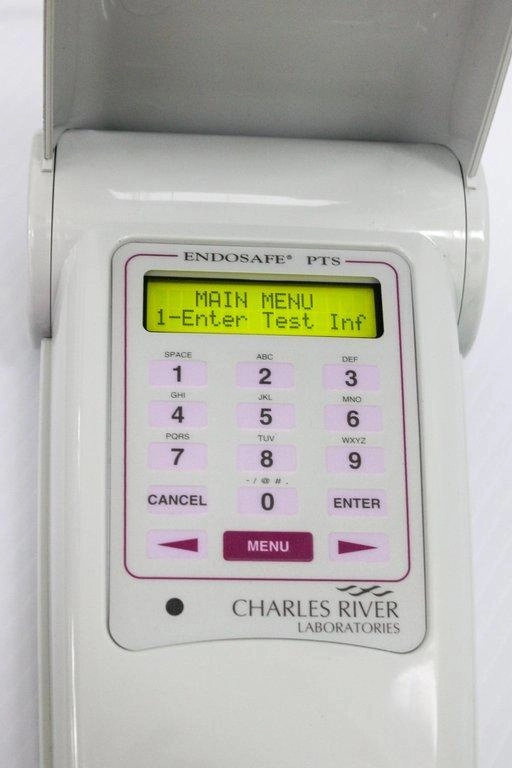 ENDOSAFE® PTS
MAIN MENU
1-Enter Test Inf
SPACE ABC DEF
1 2 3
GHI JKL MNO
4 5 6
PQRS TUV WXYZ
7 8 9
- / @ # .
CANCEL 0 ENTER
MENU
CHARLES RIVER
LABORATORIES